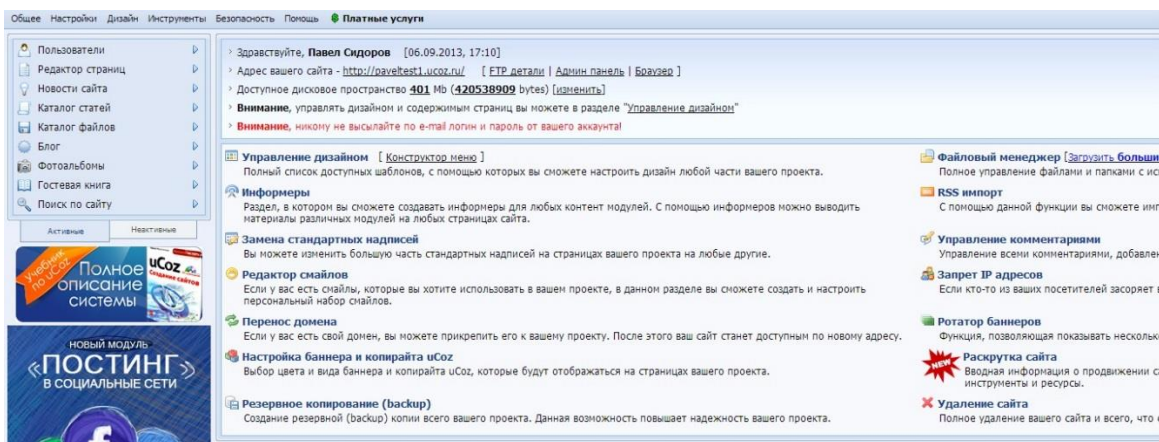 Общее Настройки Дизайн Инструменты Безопасность Помощь Платные услуги
Пользователи
Редактор страниц
Новости сайта
Каталог статей
Каталог файлов
Блог
Фотоальбомы
Гостевая книга
Поиск по сайту
Активные Неактивные
Учебник по uCoz
Полное описание системы
uCoz
Создание сайтов
НОВЫЙ МОДУЛЬ
«ПОСТИНГ»
В СОЦИАЛЬНЫЕ СЕТИ
Здравствуйте, Павел Сидоров [06.09.2013, 17:10]
Адрес вашего сайта - http://paveltest1.ucoz.ru/ [ FTP детали | Админ панель | Браузер ]
Доступное дисковое пространство 401 Mb (420538909 bytes) [изменить]
Внимание, управлять дизайном и содержимым страниц вы можете в разделе "Управление дизайном"
Внимание, никому не высылайте по e-mail логин и пароль от вашего аккаунта!
Управление дизайном [ Конструктор меню ]
Полный список доступных шаблонов, с помощью которых вы сможете настроить дизайн любой части вашего проекта.
Информеры
Раздел, в котором вы сможете создавать информеры для любых контент модулей. С помощью информеров можно выводить
материалы различных модулей на любых страницах сайта.
Замена стандартных надписей
Вы можете изменить большую часть стандартных надписей на страницах вашего проекта на любые другие.
Редактор смайлов
Если у вас есть смайлы, которые вы хотите использовать в вашем проекте, в данном разделе вы сможете создать и настроить
персональный набор смайлов.
Перенос домена
Если у вас есть свой домен, вы можете прикрепить его к вашему проекту. После этого ваш сайт станет доступным по новому адресу.
Настройка баннера и копирайта uCoz
Выбор цвета и вида баннера и копирайта uCoz, которые будут отображаться на страницах вашего проекта.
Резервное копирование (backup)
Создание резервной (backup) копии всего вашего проекта. Данная возможность повышает надежность вашего проекта.
Файловый менеджер [Загрузить больши
Полное управление файлами и папками с ис
RSS импорт
С помощью данной функции вы сможете имп
Управление комментариями
Управление всеми комментариями, добавлен
Запрет IP адресов
Если кто-то из ваших посетителей засоряет в
Ротатор баннеров
Функция, позволяющая показывать нескольк
NEW Раскрутка сайта
Вводная информация о продвижении са
инструменты и ресурсы.
Удаление сайта
Полное удаление вашего сайта и всего, что с